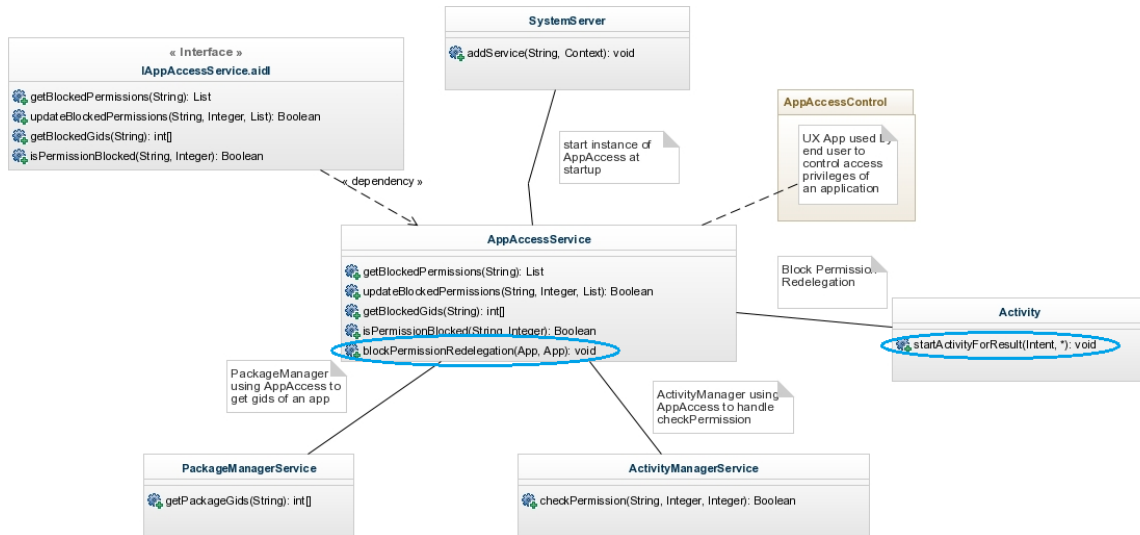 SystemServer
addService(String, Context): void
« Interface »
IAppAccessService.aidl
getBlockedPermissions(String): List
updateBlockedPermissions(String, Integer, List): Boolean
getBlockedGids(String): int[]
isPermissionBlocked(String, Integer): Boolean
AppAccessControl
UX App used by
end user to
control access
privileges of
an application
start instance of
AppAccess at
startup
« dependency »
AppAccessService
getBlockedPermissions(String): List
updateBlockedPermissions(String, Integer, List): Boolean
getBlockedGids(String): int[]
isPermissionBlocked(String, Integer): Boolean
blockPermissionRedelegation(App, App): void
Block Permission
Redelegation
Activity
startActivityForResult(Intent, *): void
PackageManager
using AppAccess to
get gids of an app
ActivityManager using
AppAccess to handle
checkPermission
PackageManagerService
getPackageGids(String): int[]
ActivityManagerService
checkPermission(String, Integer, Integer): Boolean